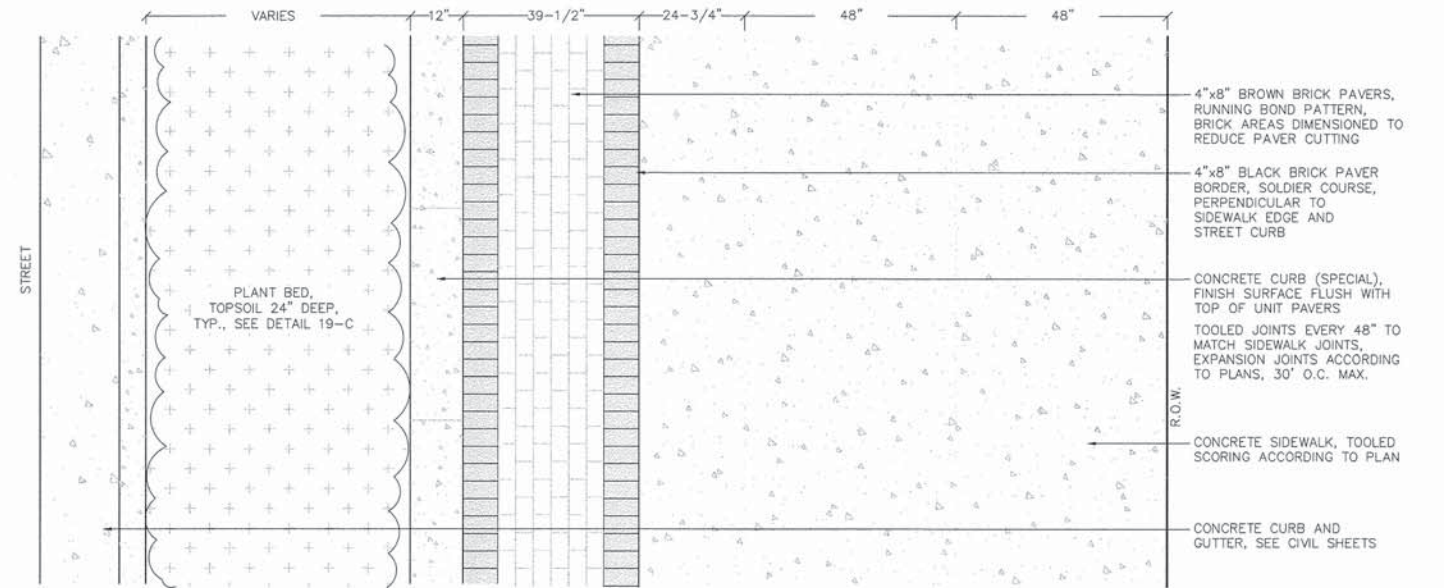 VARIES
12"
39-1/2"
24-3/4"
48"
48"
4"x8" BROWN BRICK PAVERS,
RUNNING BOND PATTERN,
BRICK AREAS DIMENSIONED TO
REDUCE PAVER CUTTING
4"x8" BLACK BRICK PAVER
BORDER, SOLDIER COURSE,
PERPENDICULAR TO
SIDEWALK EDGE AND
STREET CURB
STREET
PLANT BED,
TOPSOIL 24" DEEP,
TYP., SEE DETAIL 19-C
CONCRETE CURB (SPECIAL),
FINISH SURFACE FLUSH WITH
TOP OF UNIT PAVERS
TOOLED JOINTS EVERY 48" TO
MATCH SIDEWALK JOINTS,
EXPANSION JOINTS ACCORDING
TO PLANS, 30' O.C. MAX.
R.O.W.
CONCRETE SIDEWALK, TOOLED
SCORING ACCORDING TO PLAN
CONCRETE CURB AND
GUTTER, SEE CIVIL SHEETS